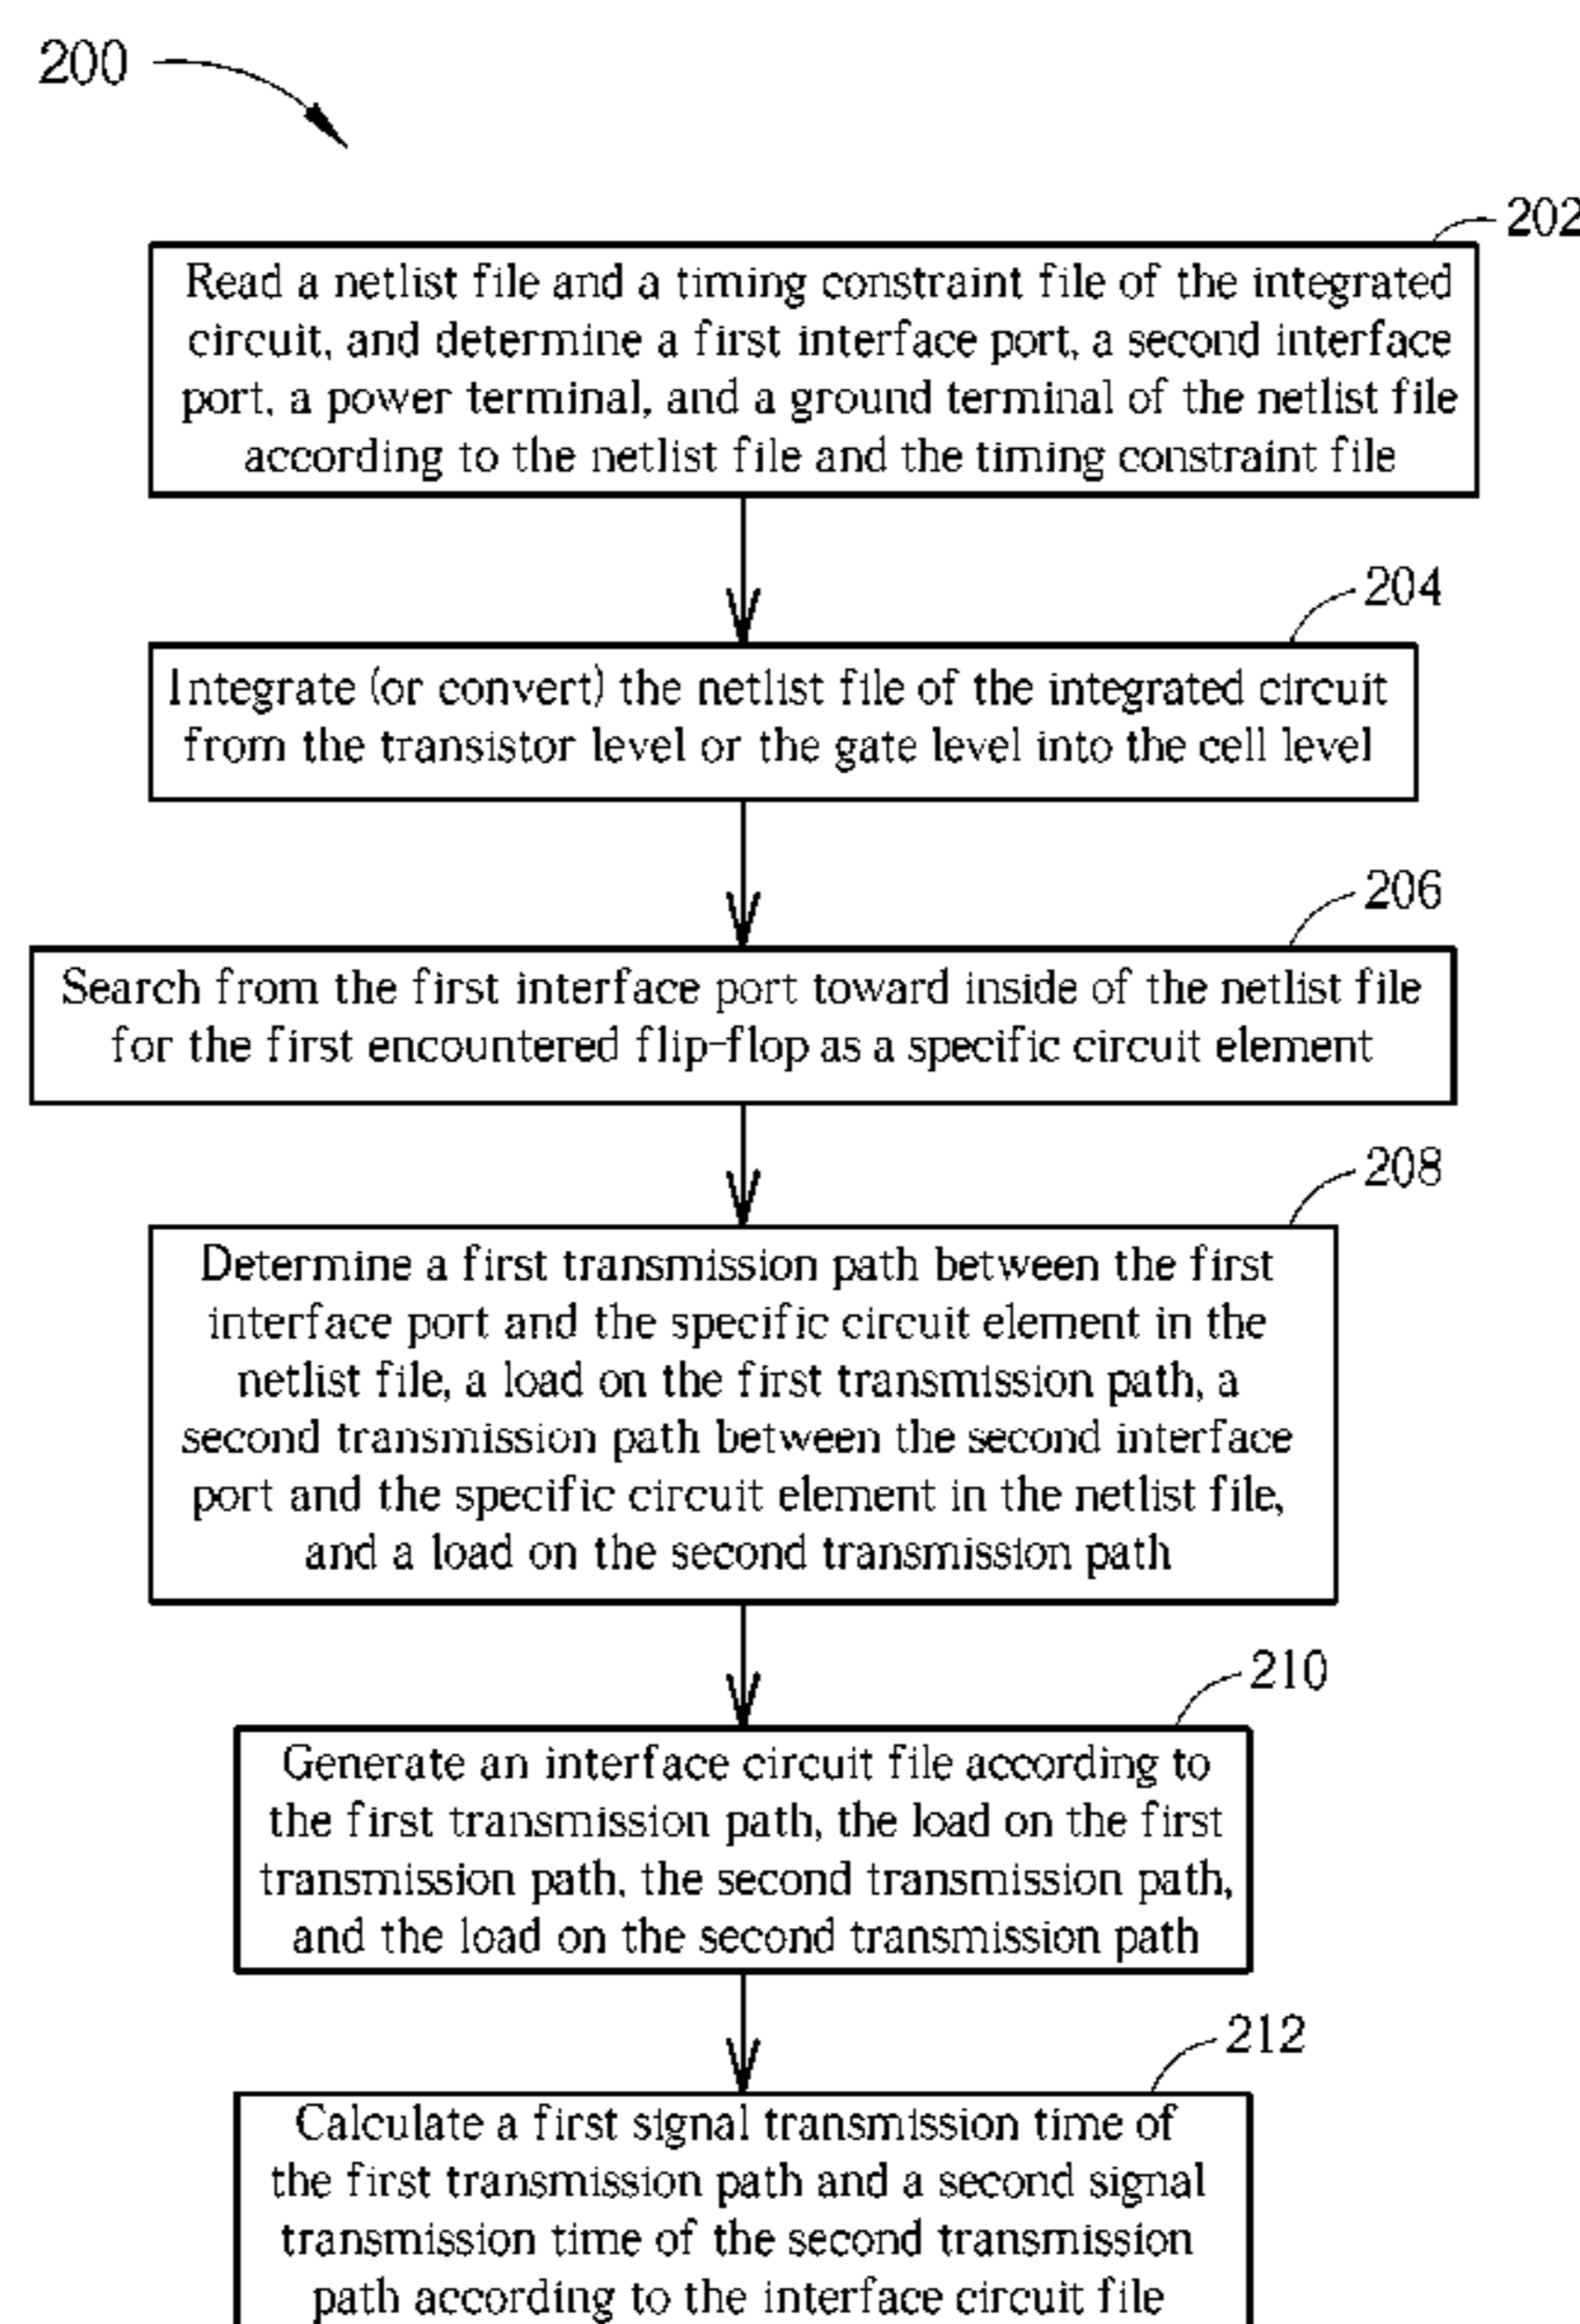 200
202
Read a netlist file and a timing constraint file of the integrated
circuit, and determine a first interface port, a second interface
port, a power terminal, and a ground terminal of the netlist file
according to the netlist file and the timing constraint file
204
Integrate (or convert) the netlist file of the integrated circuit
from the transistor level or the gate level into the cell level
206
Search from the first interface port toward inside of the netlist file
for the first encountered flip-flop as a specific circuit element
208
Determine a first transmission path between the first
interface port and the specific circuit element in the
netlist file, a load on the first transmission path, a
second transmission path between the second interface
port and the specific circuit element in the netlist file,
and a load on the second transmission path
210
Generate an interface circuit file according to
the first transmission path, the load on the first
transmission path, the second transmission path,
and the load on the second transmission path
212
Calculate a first signal transmission time of
the first transmission path and a second signal
transmission time of the second transmission
path according to the interface circuit file